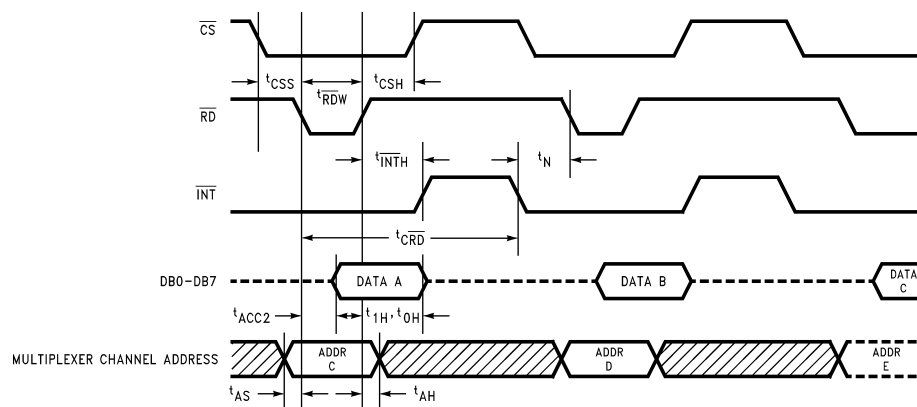 CS
tCSS
tRDW
tCSH
RD
tINTH
tN
INT
tCRD
DB0-DB7
DATA A
DATA B
DATA
C
tACC2
t1H, t0H
MULTIPLEXER CHANNEL ADDRESS
ADDR
C
ADDR
D
ADDR
E
tAS
tAH